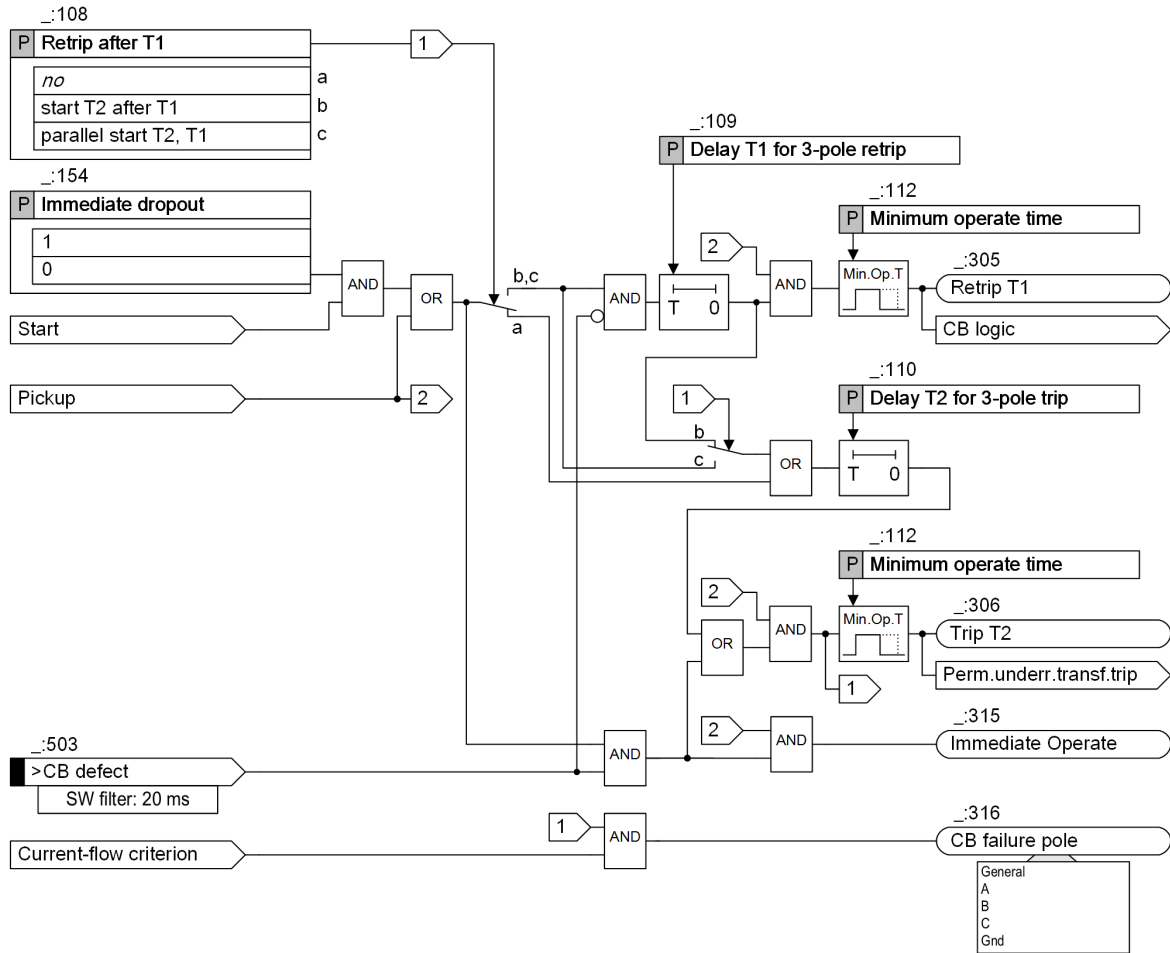 _:108
P Retrip after T1
1
no a
start T2 after T1 b
parallel start T2, T1 c
_:109
P Delay T1 for 3-pole retrip
_:154
P Immediate dropout
1
0
_:112
P Minimum operate time
2
Min.Op.T
_:305
Retrip T1
AND
OR
b,c
a
AND
T 0
AND
Start
CB logic
Pickup
2
_:110
P Delay T2 for 3-pole trip
1
b
c
OR
T 0
_:112
P Minimum operate time
2
Min.Op.T
_:306
Trip T2
OR
AND
1
Perm.underr.transf.trip
_:315
2
AND
Immediate Operate
_:503
>CB defect
AND
SW filter: 20 ms
_:316
1
AND
CB failure pole
Current-flow criterion
General
A
B
C
Gnd